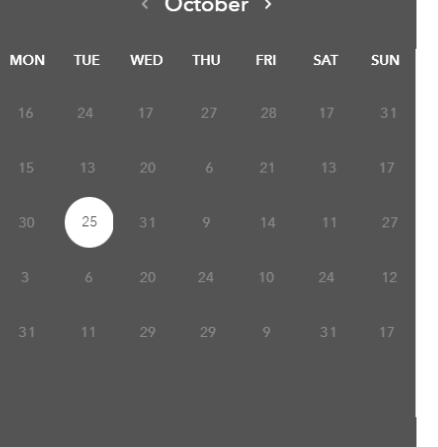 ‹ October ›
MON TUE WED THU FRI SAT SUN
16 24 17 27 28 17 31
15 13 20 6 21 13 17
30 25 31 9 14 11 27
3 6 20 24 10 24 12
31 11 29 29 9 31 17